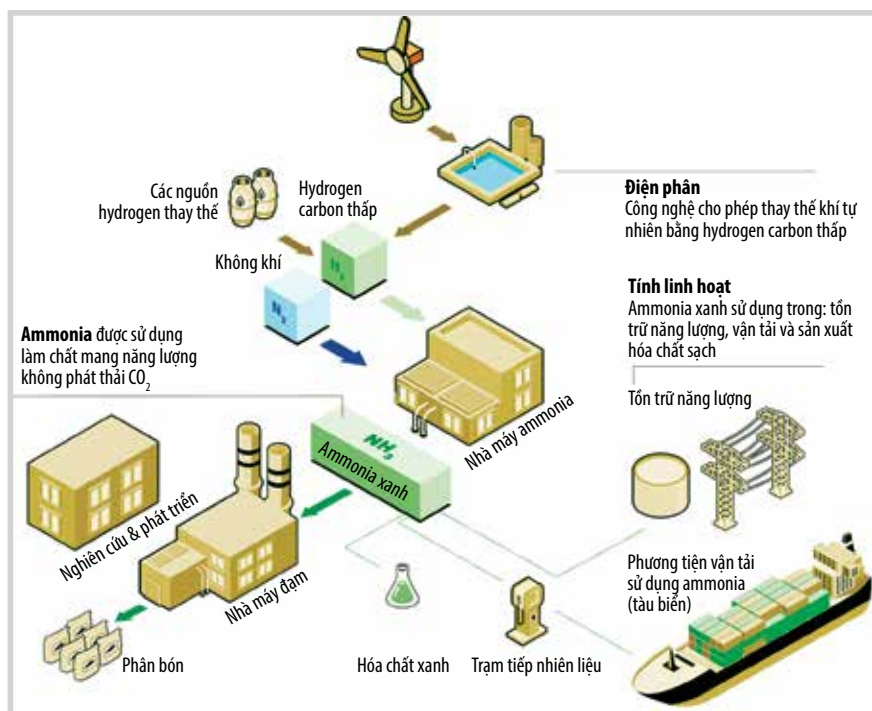 Các nguồn
hydrogen thay thế
Hydrogen
carbon thấp
Điện phân
Công nghệ cho phép thay thế khí tự
nhiên bằng hydrogen carbon thấp
Không khí
H₂
N₂
Tính linh hoạt
Ammonia xanh sử dụng trong: tồn
trữ năng lượng, vận tải và sản xuất
hóa chất sạch
Ammonia được sử dụng
làm chất mang năng lượng
không phát thải CO₂
Nhà máy ammonia
Tồn trữ năng lượng
NH₃
Ammonia xanh
Nghiên cứu & phát triển
Nhà máy đạm
Phương tiện vận tải
sử dụng ammonia
(tàu biển)
Phân bón
Hóa chất xanh
Trạm tiếp nhiên liệu